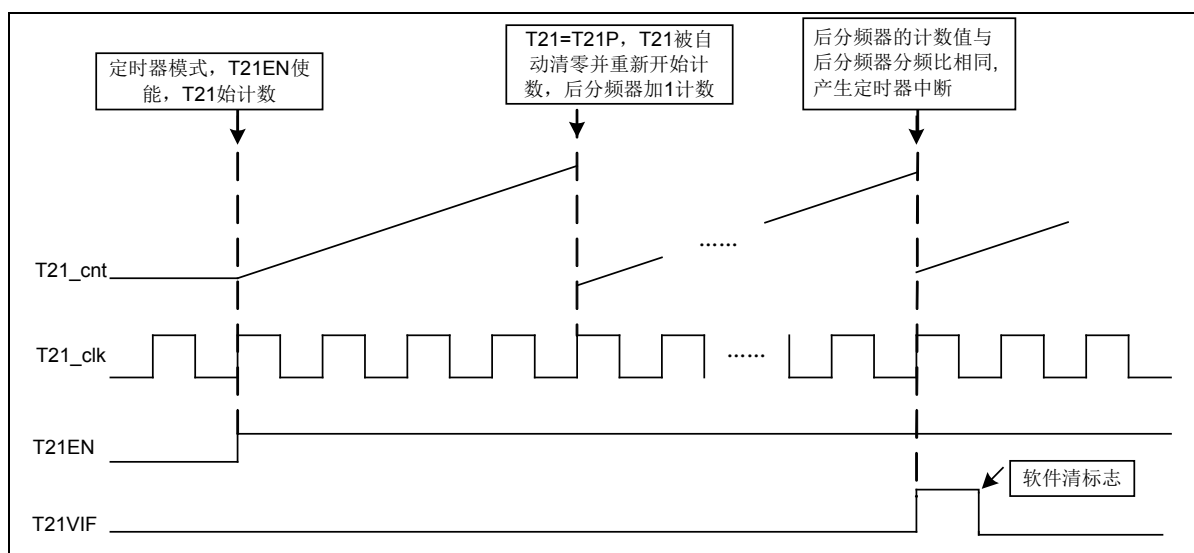 定时器模式，T21EN使
能，T21始计数
T21=T21P，T21被自
动清零并重新开始计
数，后分频器加1计数
后分频器的计数值与
后分频器分频比相同,
产生定时器中断
......
T21_cnt
T21_clk
......
T21EN
软件清标志
T21VIF